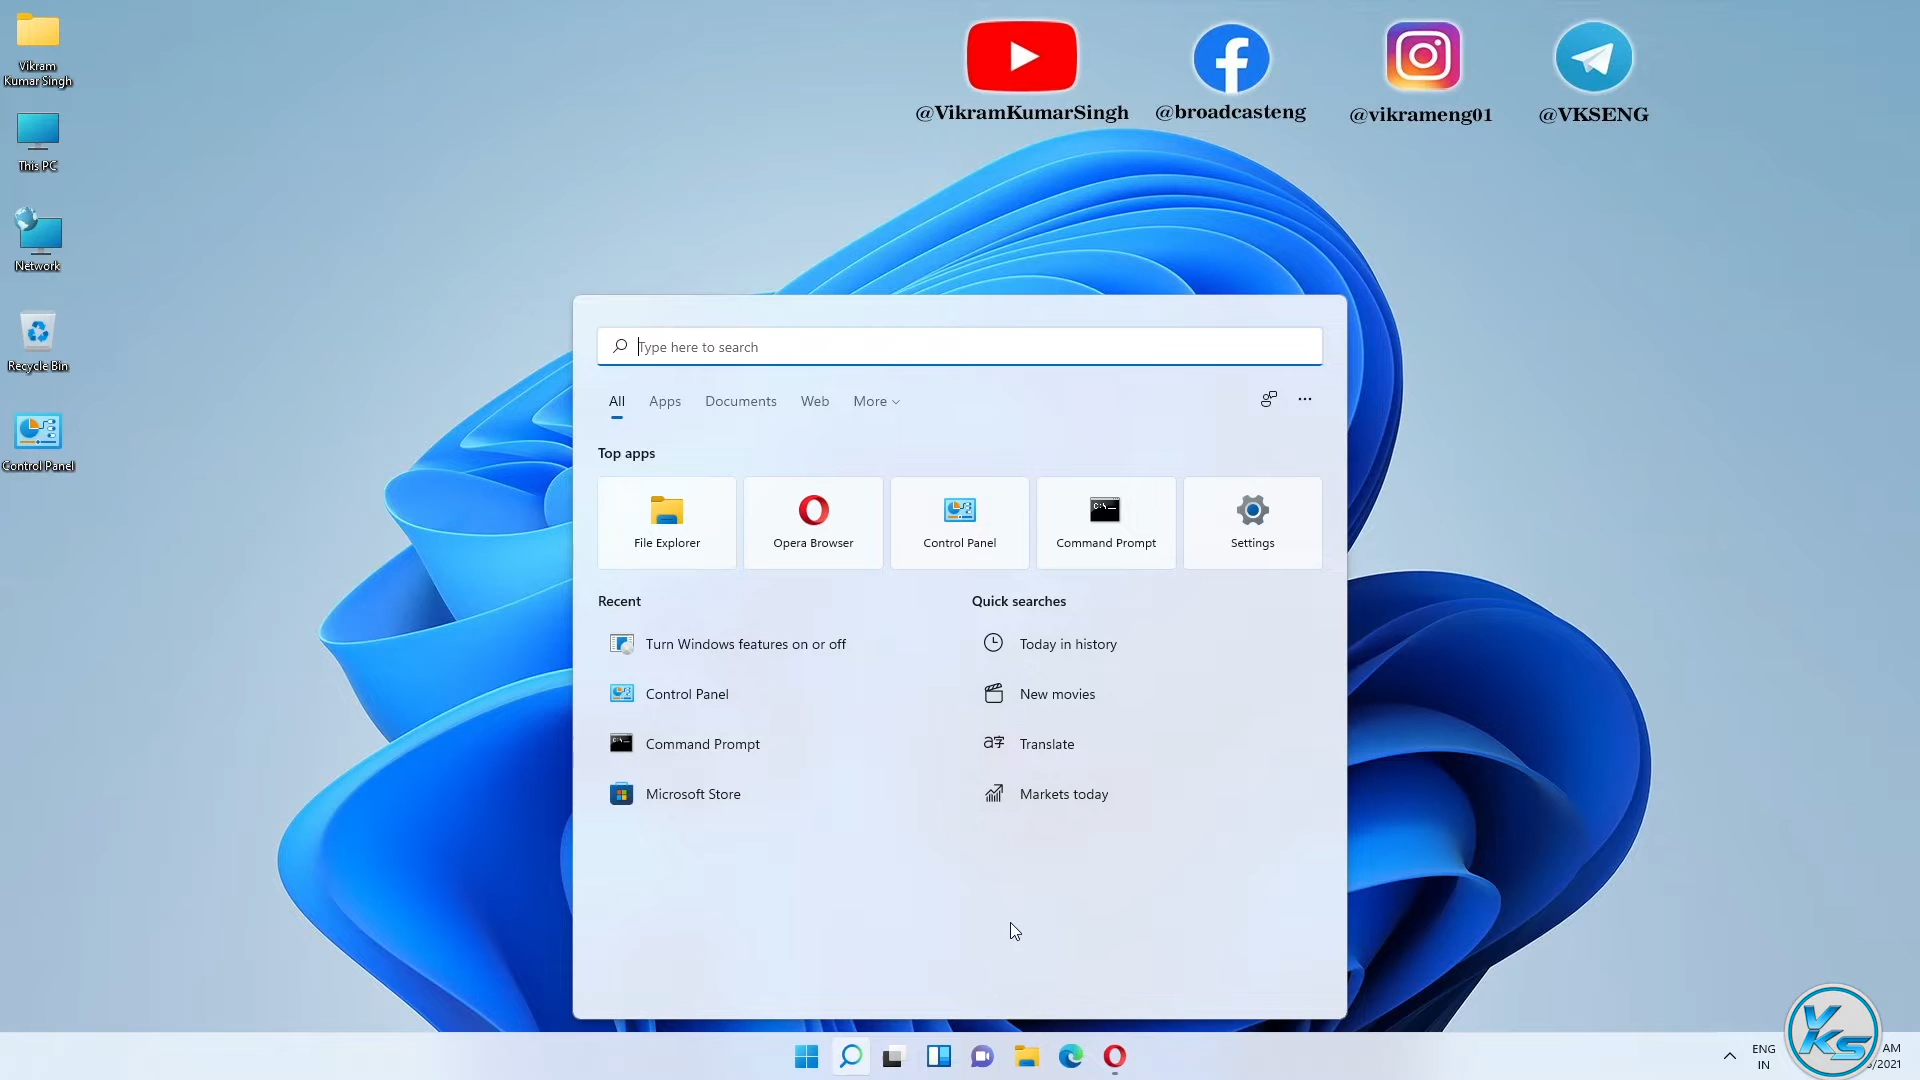 Vikram
Kumar Singh
This PC
Network
Recycle Bin
Control Panel
@VikramKumarSingh
@broadcasteng
@vikrameng01
@VKSENG
Type here to search
All
Apps
Documents
Web
More
Top apps
File Explorer
Opera Browser
Control Panel
Command Prompt
Settings
Recent
Turn Windows features on or off
Control Panel
Command Prompt
Microsoft Store
Quick searches
Today in history
New movies
Translate
Markets today
ENG
IN
AM
/2021
VKS